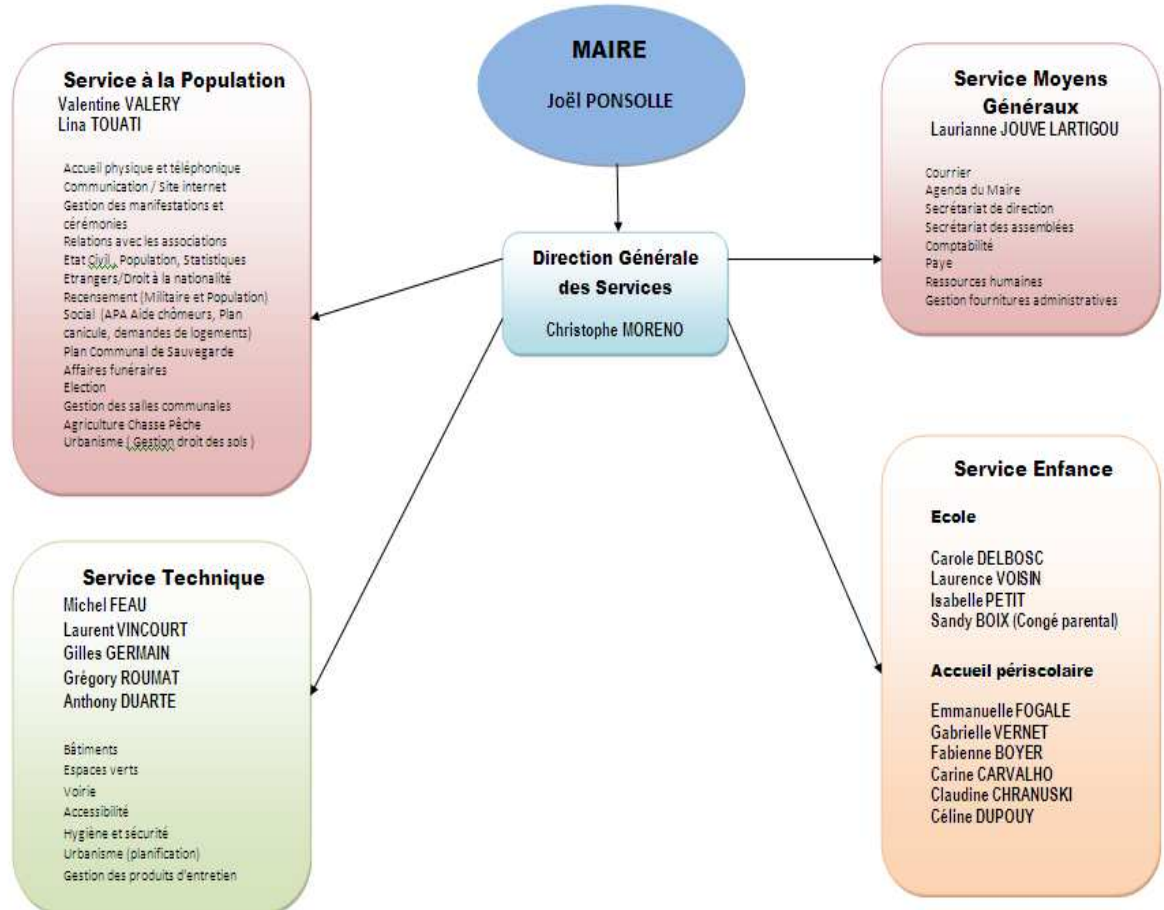 MAIRE
Joël PONSOLLE
Direction Générale
des Services
Christophe MORENO
Service à la Population
Valentine VALERY
Lina TOUATI
Accueil physique et téléphonique
Communication / Site internet
Gestion des manifestations et
cérémonies
Relations avec les associations
Etat Civil , Population, Statistiques
Etrangers/Droit à la nationalité
Recensement (Militaire et Population)
Social (APA Aide chômeurs, Plan
canicule, demandes de logements)
Plan Communal de Sauvegarde
Affaires funéraires
Election
Gestion des salles communales
Agriculture Chasse Pêche
Urbanisme ( Gestion droit des sols )
Service Moyens
Généraux
Laurianne JOUVE LARTIGOU
Courrier
Agenda du Maire
Secrétariat de direction
Secrétariat des assemblées
Comptabilité
Paye
Ressources humaines
Gestion fournitures administratives
Service Technique
Michel FEAU
Laurent VINCOURT
Gilles GERMAIN
Grégory ROUMAT
Anthony DUARTE
Bâtiments
Espaces verts
Voirie
Accessibilité
Hygiène et sécurité
Urbanisme (planification)
Gestion des produits d'entretien
Service Enfance
Ecole
Carole DELBOSC
Laurence VOISIN
Isabelle PETIT
Sandy BOIX (Congé parental)
Accueil périscolaire
Emmanuelle FOGALE
Gabrielle VERNET
Fabienne BOYER
Carine CARVALHO
Claudine CHRANUSKI
Céline DUPOUY